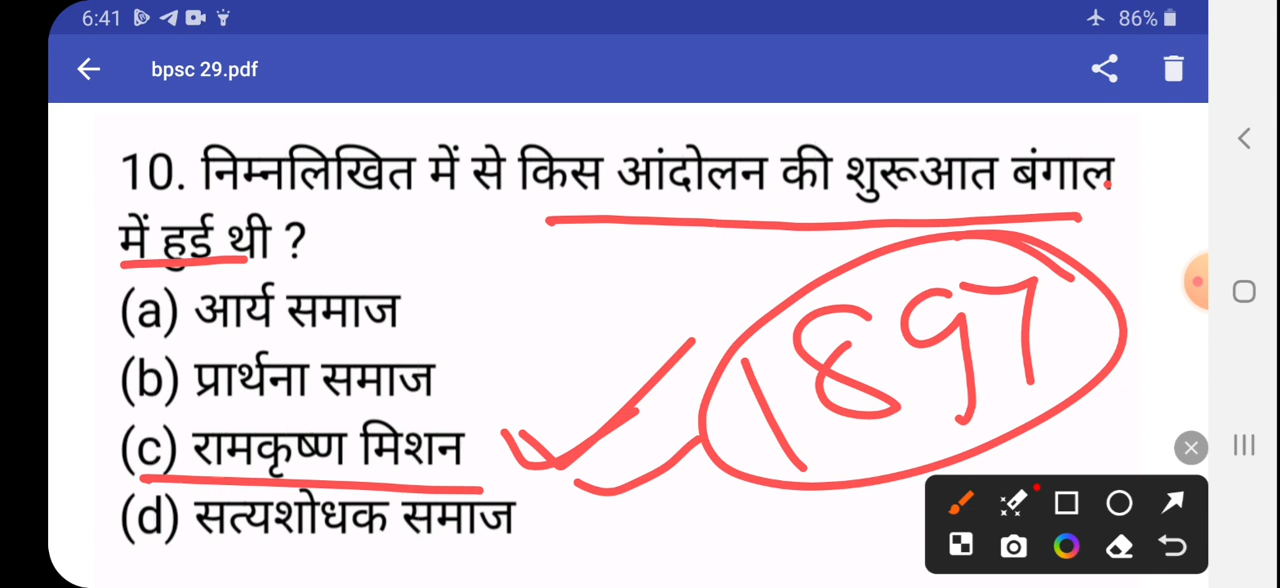 6:41
86%
bpsc 29.pdf
10. निम्नलिखित में से किस आंदोलन की शुरूआत बंगाल
में हुई थी ?
(a) आर्य समाज
(b) प्रार्थना समाज
(c) रामकृष्ण मिशन
(d) सत्यशोधक समाज
1897